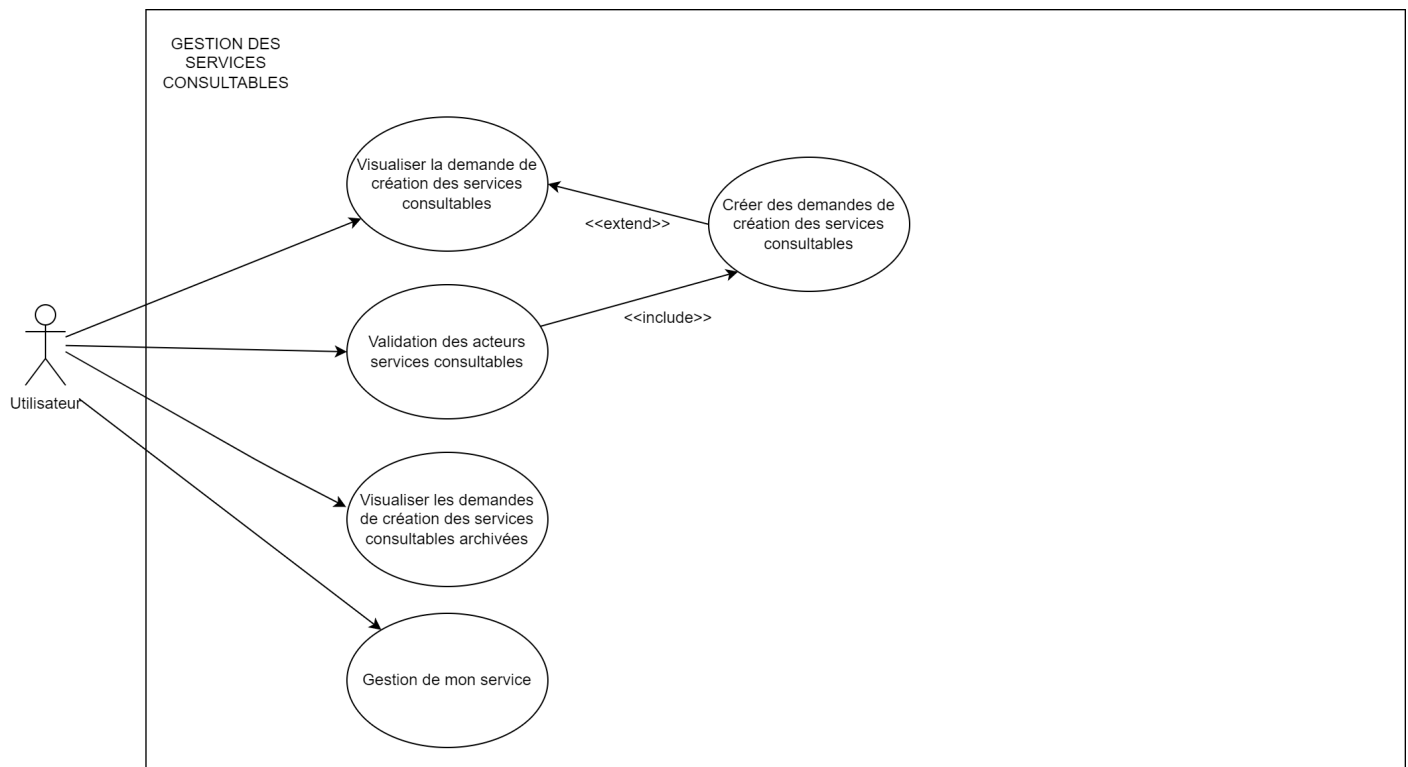 GESTION DES
SERVICES
CONSULTABLES
Visualiser la demande de
création des services
consultables
<<extend>>
Créer des demandes de
création des services
consultables
<<include>>
Validation des acteurs
services consultables
Utilisateur
Visualiser les demandes
de création des services
consultables archivées
Gestion de mon service